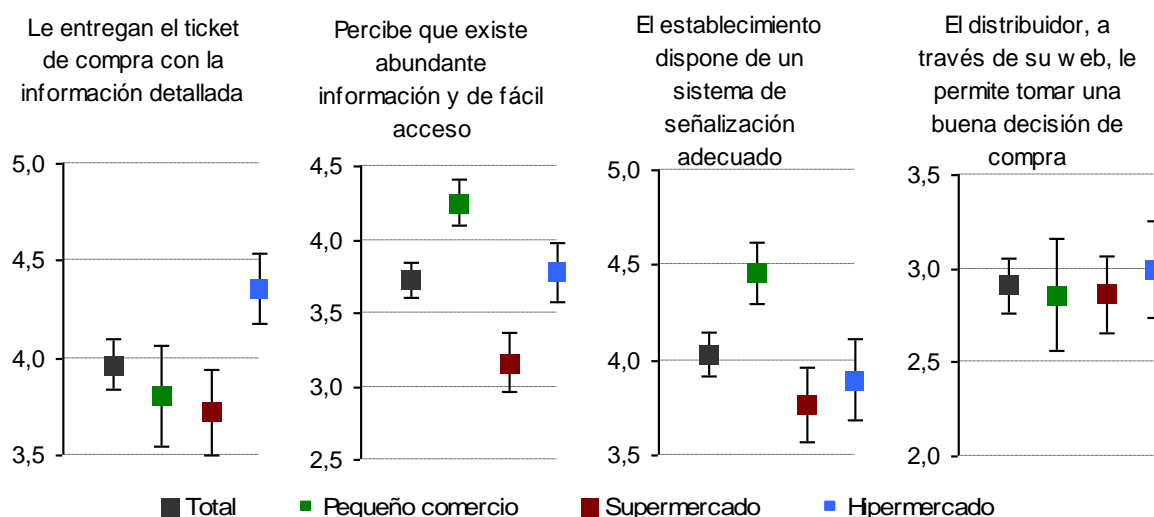 Le entregan el ticket
de compra con la
información detallada
5,0
4,5
4,0
3,5
Percibe que existe
abundante
información y de fácil
acceso
4,5
4,0
3,5
3,0
2,5
El establecimiento
dispone de un
sistema de
señalización
adecuado
5,0
4,5
4,0
3,5
El distribuidor, a
través de su web, le
permite tomar una
buena decisión de
compra
3,5
3,0
2,5
2,0
Total
Pequeño comercio
Supermercado
Hipermercado